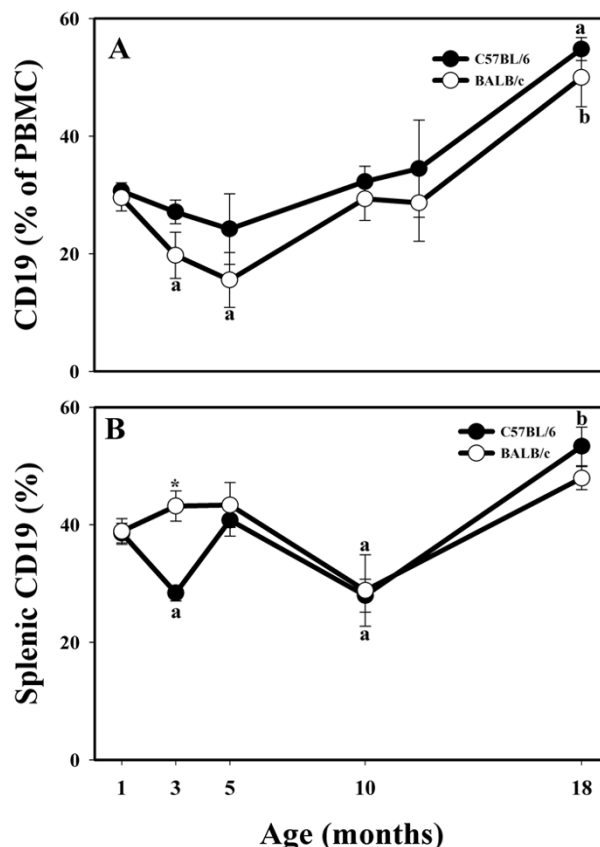 60
A
a
C57BL/6
BALB/c
b
40
CD19 (% of PBMC)
20
a
a
0
60
B
b
C57BL/6
BALB/c
*
40
a
Splenic CD19 (%)
a
a
20
0
1 3 5 10 18
Age (months)